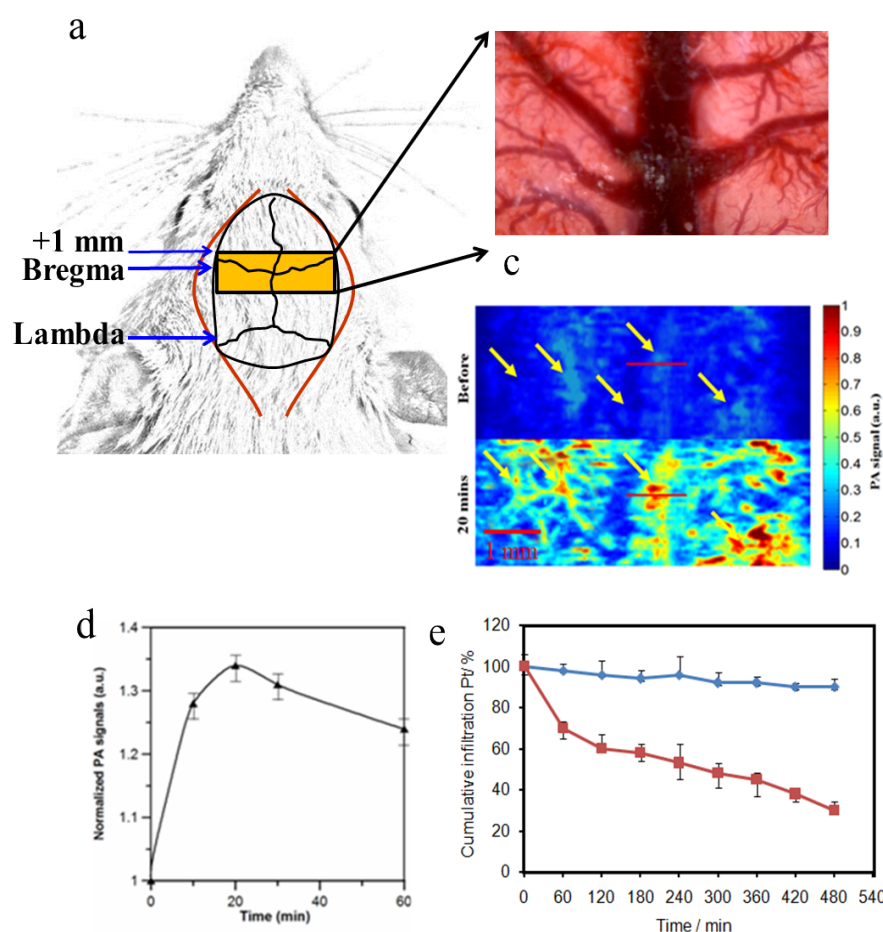 a
+1 mm
Bregma
Lambda
c
Before
20 mins
1 mm
1
0.9
0.8
0.7
0.6
0.5
0.4
0.3
0.2
0.1
0
PA signal (a.u.)
d
1.4
1.3
1.2
1.1
1
Normalized PA signals (a.u.)
0
20
40
60
Time (min)
e
120
100
80
60
40
20
0
Cumulative infiltration Pt/ %
0
60
120
180
240
300
360
420
480
540
Time / min